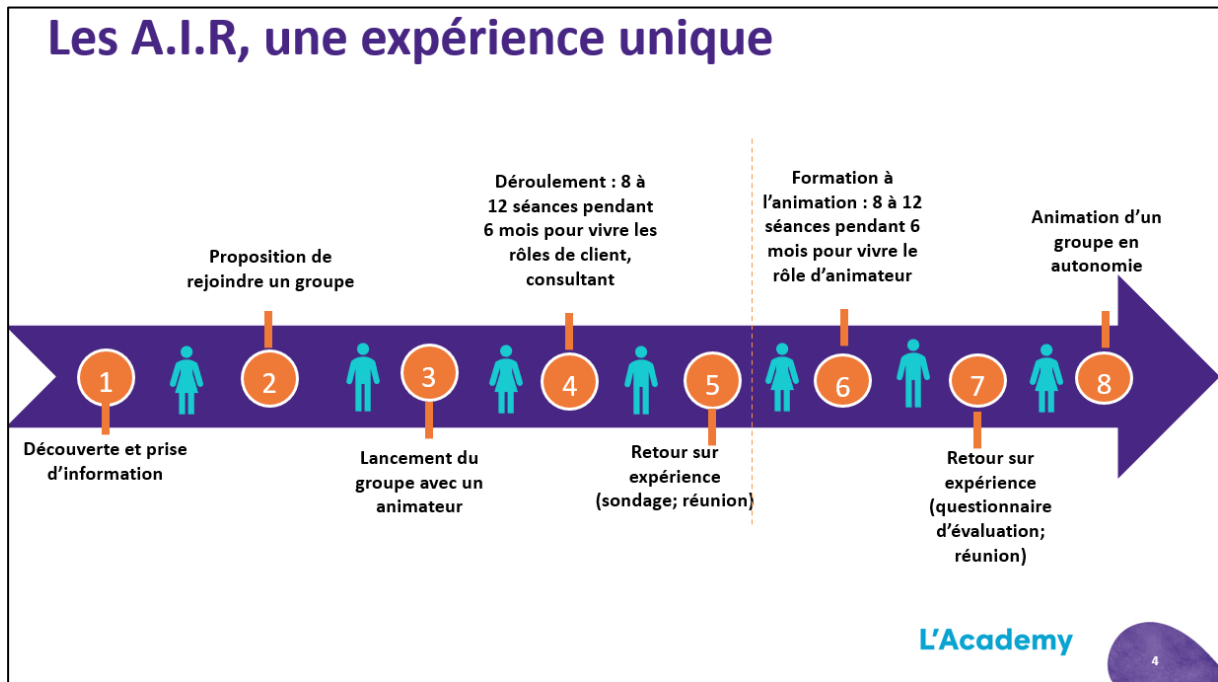 Les A.I.R, une expérience unique
Déroulement : 8 à
12 séances pendant
6 mois pour vivre les
rôles de client,
consultant
Formation à
l'animation : 8 à 12
séances pendant 6
mois pour vivre le
rôle d'animateur
Animation d'un
groupe en
autonomie
Proposition de
rejoindre un groupe
1
2
3
4
5
6
7
8
Découverte et prise
d'information
Lancement du
groupe avec un
animateur
Retour sur
expérience
(sondage; réunion)
Retour sur
expérience
(questionnaire
d'évaluation;
réunion)
L'Academy
4